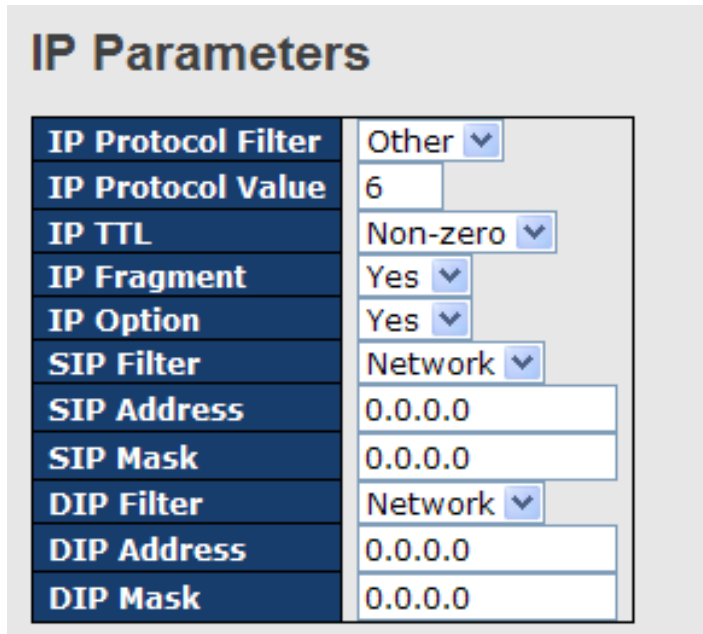 IP Parameters
IP Protocol Filter Other
IP Protocol Value 6
IP TTL Non-zero
IP Fragment Yes
IP Option Yes
SIP Filter Network
SIP Address 0.0.0.0
SIP Mask 0.0.0.0
DIP Filter Network
DIP Address 0.0.0.0
DIP Mask 0.0.0.0